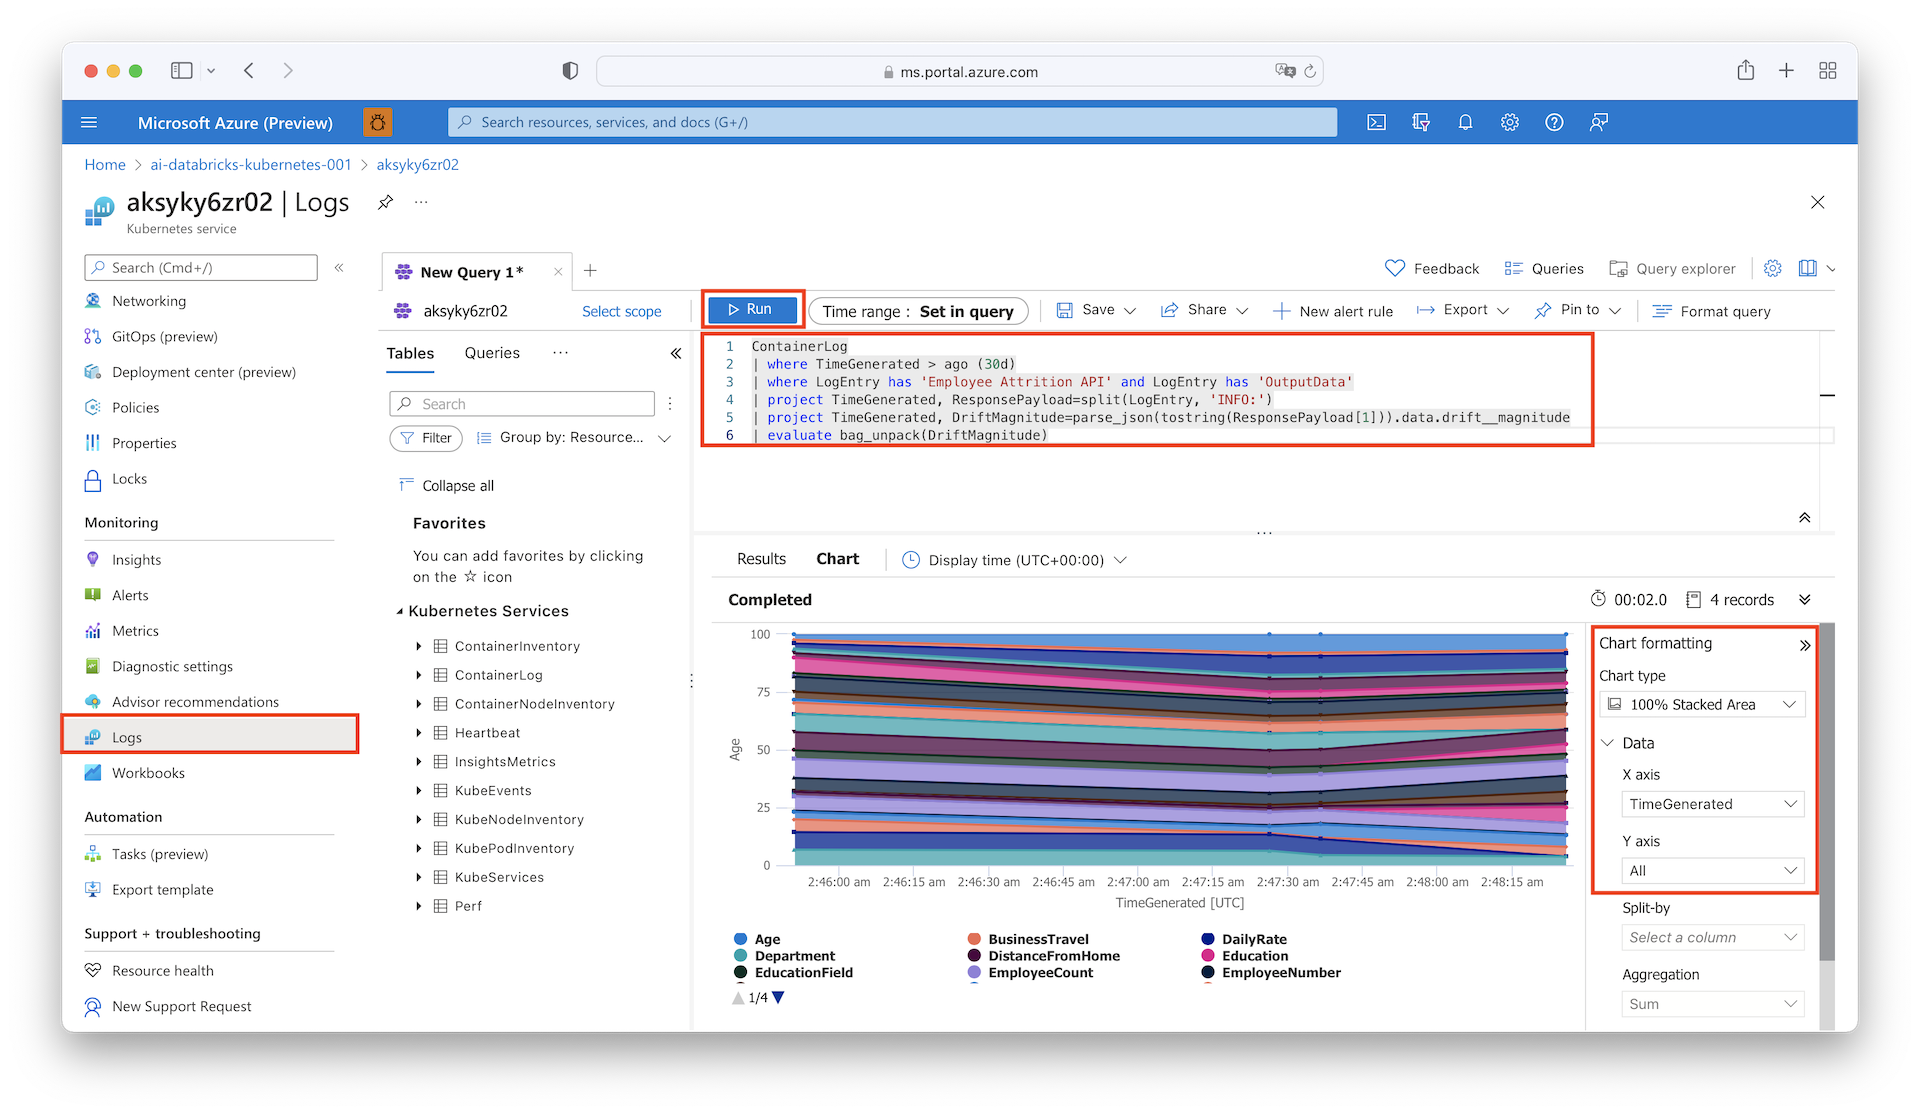 ms.portal.azure.com
Microsoft Azure (Preview)
Search resources, services, and docs (G+/)
Home > ai-databricks-kubernetes-001 > aksyky6zr02
aksyky6zr02 | Logs
Kubernetes service
Search (Cmd+/)
Networking
GitOps (preview)
Deployment center (preview)
Policies
Properties
Locks
Monitoring
Insights
Alerts
Metrics
Diagnostic settings
Advisor recommendations
Logs
Workbooks
Automation
Tasks (preview)
Export template
Support + troubleshooting
Resource health
New Support Request
New Query 1*
Feedback
Queries
Query explorer
aksyky6zr02
Select scope
Run
Time range : Set in query
Save
Share
New alert rule
Export
Pin to
Format query
Tables
Queries
Search
Filter
Group by: Resource...
Collapse all
Favorites
You can add favorites by clicking
on the ☆ icon
Kubernetes Services
ContainerInventory
ContainerLog
ContainerNodeInventory
Heartbeat
InsightsMetrics
KubeEvents
KubeNodeInventory
KubePodInventory
KubeServices
Perf
1 ContainerLog
2 | where TimeGenerated > ago (30d)
3 | where LogEntry has 'Employee Attrition API' and LogEntry has 'OutputData'
4 | project TimeGenerated, ResponsePayload=split(LogEntry, 'INFO:')
5 | project TimeGenerated, DriftMagnitude=parse_json(tostring(ResponsePayload[1])).data.drift__magnitude
6 | evaluate bag_unpack(DriftMagnitude)
Results
Chart
Display time (UTC+00:00)
Completed
00:02.0
4 records
100
75
50
25
0
Age
2:46:00 am 2:46:15 am 2:46:30 am 2:46:45 am 2:47:00 am 2:47:15 am 2:47:30 am 2:47:45 am 2:48:00 am 2:48:15 am
TimeGenerated [UTC]
Age BusinessTravel DailyRate
Department DistanceFromHome Education
EducationField EmployeeCount EmployeeNumber
1/4
Chart formatting
Chart type
100% Stacked Area
Data
X axis
TimeGenerated
Y axis
All
Split-by
Select a column
Aggregation
Sum